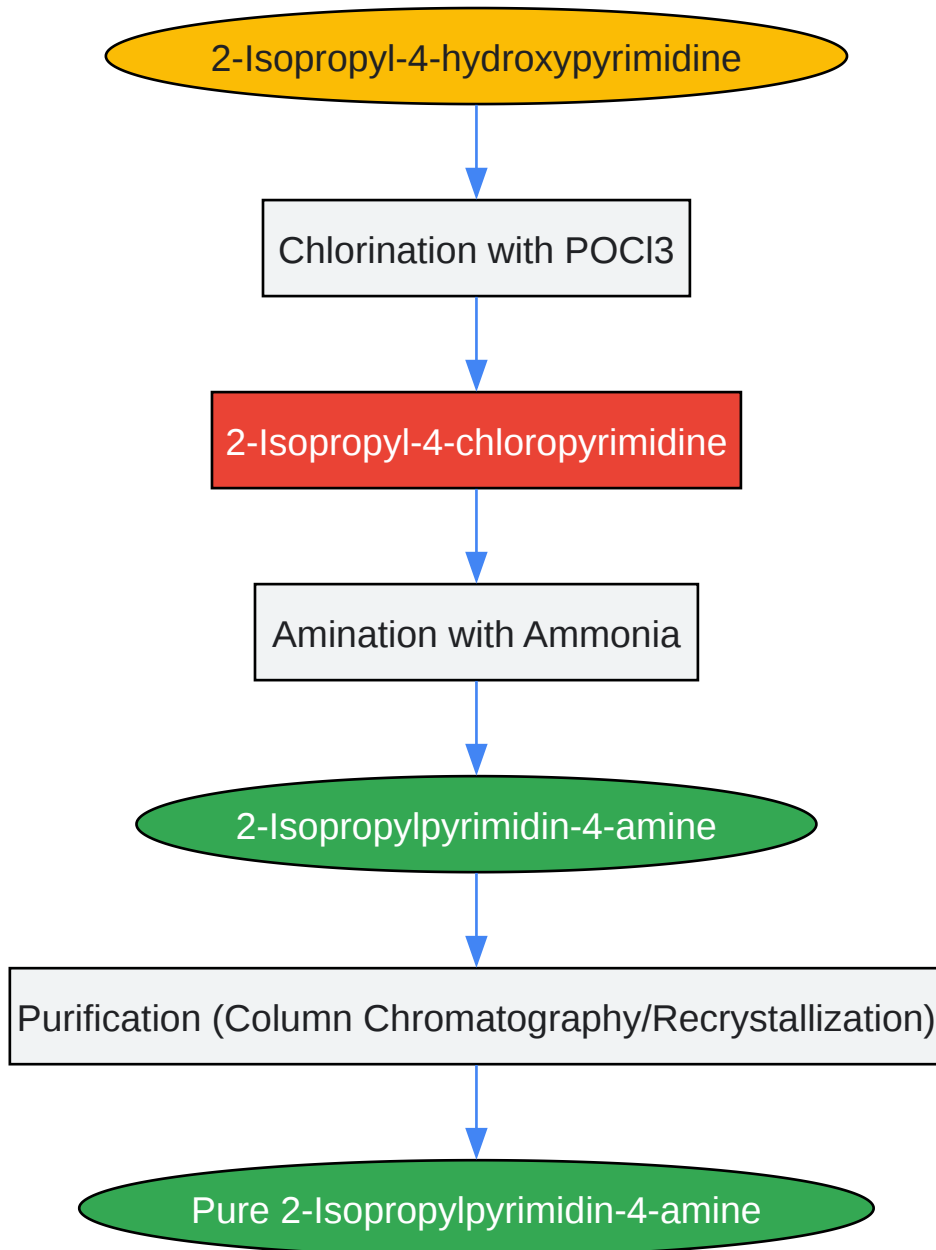 2-Isopropyl-4-hydroxypyrimidine
Chlorination with POCl3
2-Isopropyl-4-chloropyrimidine
Amination with Ammonia
2-Isopropylpyrimidin-4-amine
Purification (Column Chromatography/Recrystallization)
Pure 2-Isopropylpyrimidin-4-amine